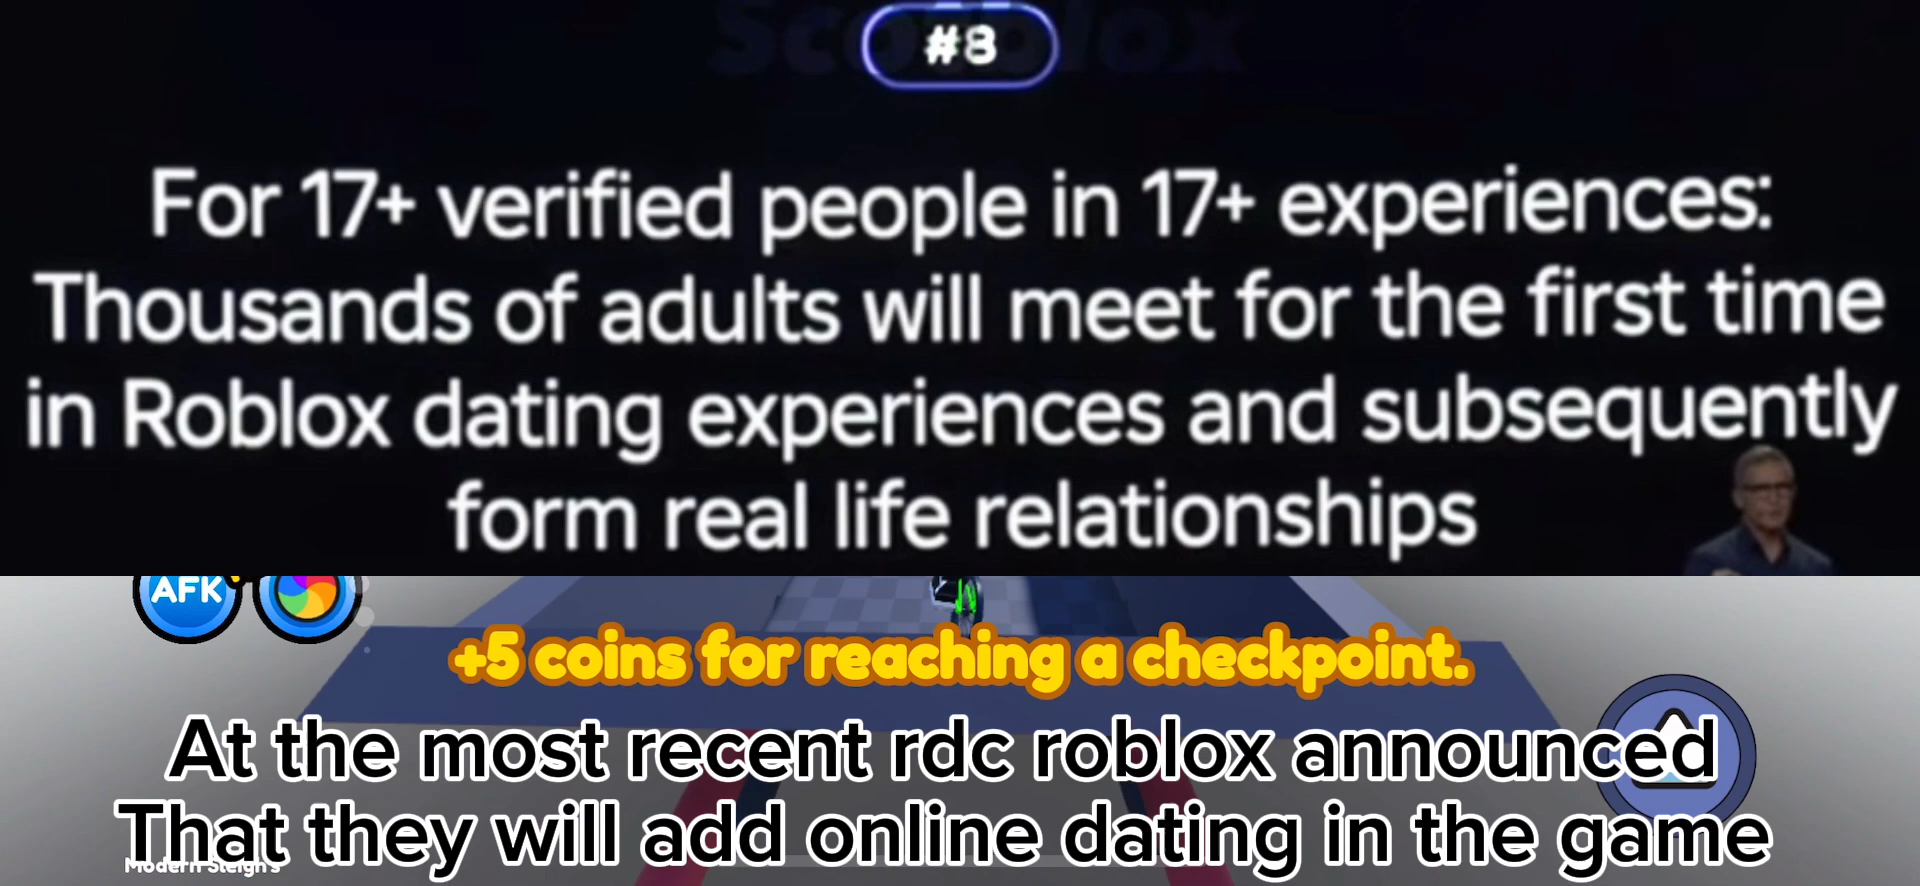 #8
For 17+ verified people in 17+ experiences:
Thousands of adults will meet for the first time
in Roblox dating experiences and subsequently
form real life relationships
AFK
+5 coins for reaching a checkpoint.
At the most recent rdc roblox announced
That they will add online dating in the game
Modern Sleigh's